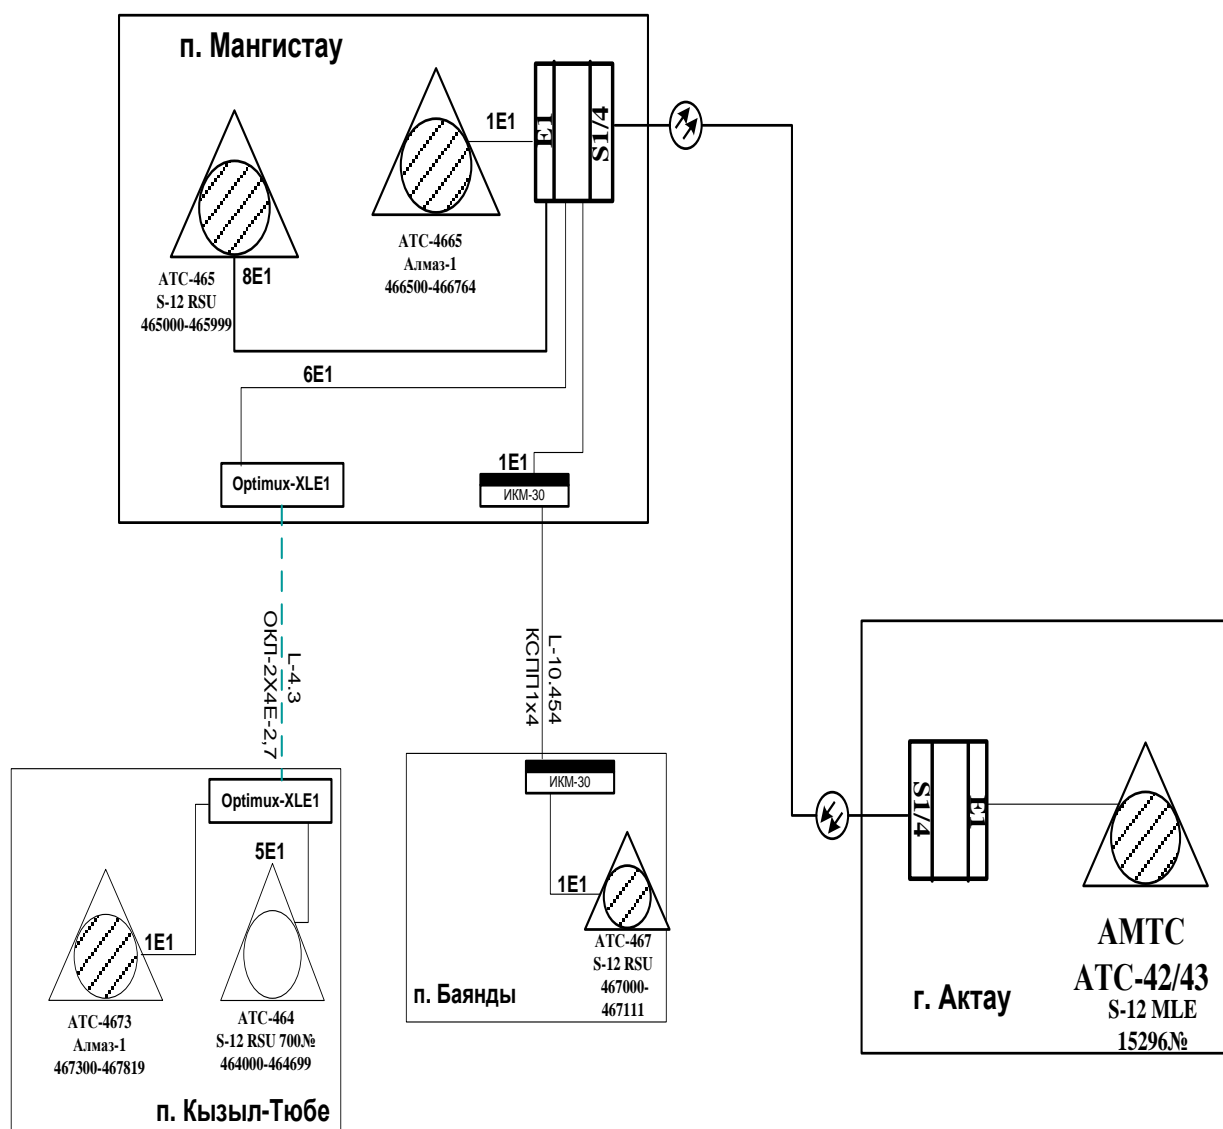 п. Мангистау
1E1
E1
S1/4
АТС-4665
Алмаз-1
466500-466764
АТС-465
S-12 RSU
465000-465999
8E1
6E1
1E1
Optimux-XLE1
ИКМ-30
L-4.3
ОКЛ-2Х4Е-2,7
L-10.454
КСПП1х4
Optimux-XLE1
5E1
1E1
АТС-4673
Алмаз-1
467300-467819
АТС-464
S-12 RSU 700№
464000-464699
п. Кызыл-Тюбе
ИКМ-30
1E1
АТС-467
S-12 RSU
467000-
467111
п. Баянды
S1/4
E1
АМТС
АТС-42/43
S-12 MLE
15296№
г. Актау